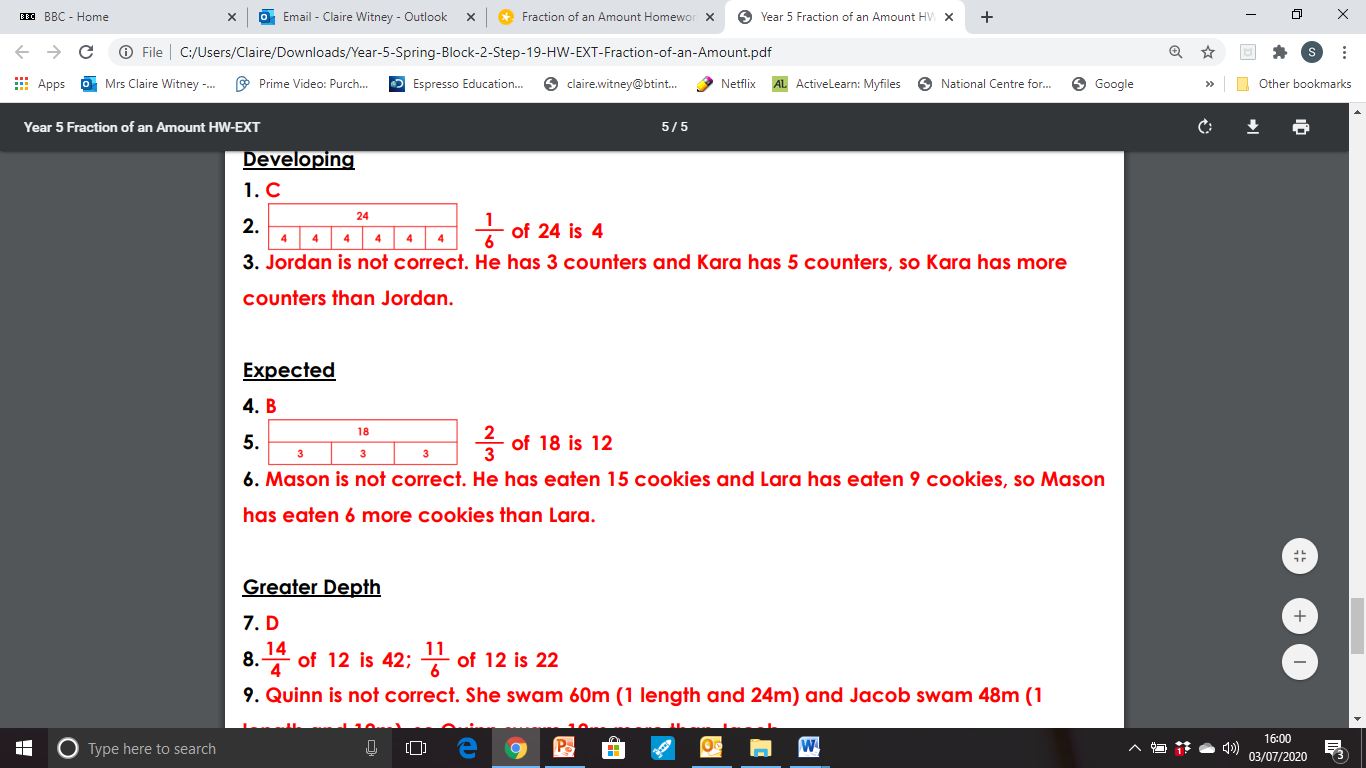 BBC BBC - Home
Email - Claire Witney - Outlook
Fraction of an Amount Homewor
Year 5 Fraction of an Amount HW
File C:/Users/Claire/Downloads/Year-5-Spring-Block-2-Step-19-HW-EXT-Fraction-of-an-Amount.pdf
S
Apps Mrs Claire Witney -... Prime Video: Purch... Espresso Education... claire.witney@btint... Netflix AL ActiveLearn: Myfiles National Centre for... Google » Other bookmarks
Year 5 Fraction of an Amount HW-EXT 5 / 5
Developing
1. C
2. 24
4 4 4 4 4 4
1/6 of 24 is 4
3. Jordan is not correct. He has 3 counters and Kara has 5 counters, so Kara has more
counters than Jordan.
Expected
4. B
5. 18
3 3 3
2/3 of 18 is 12
6. Mason is not correct. He has eaten 15 cookies and Lara has eaten 9 cookies, so Mason
has eaten 6 more cookies than Lara.
Greater Depth
7. D
8. 14/4 of 12 is 42; 11/6 of 12 is 22
9. Quinn is not correct. She swam 60m (1 length and 24m) and Jacob swam 48m (1
Type here to search
16:00
03/07/2020
3